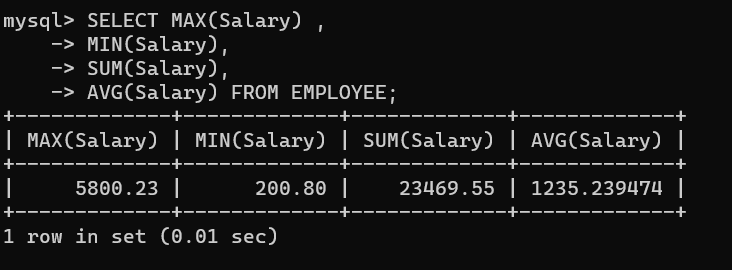 mysql> SELECT MAX(Salary) ,
    -> MIN(Salary),
    -> SUM(Salary),
    -> AVG(Salary) FROM EMPLOYEE;
+-------------+-------------+-------------+-------------+
| MAX(Salary) | MIN(Salary) | SUM(Salary) | AVG(Salary) |
+-------------+-------------+-------------+-------------+
|     5800.23 |      200.80 |    23469.55 | 1235.239474 |
+-------------+-------------+-------------+-------------+
1 row in set (0.01 sec)